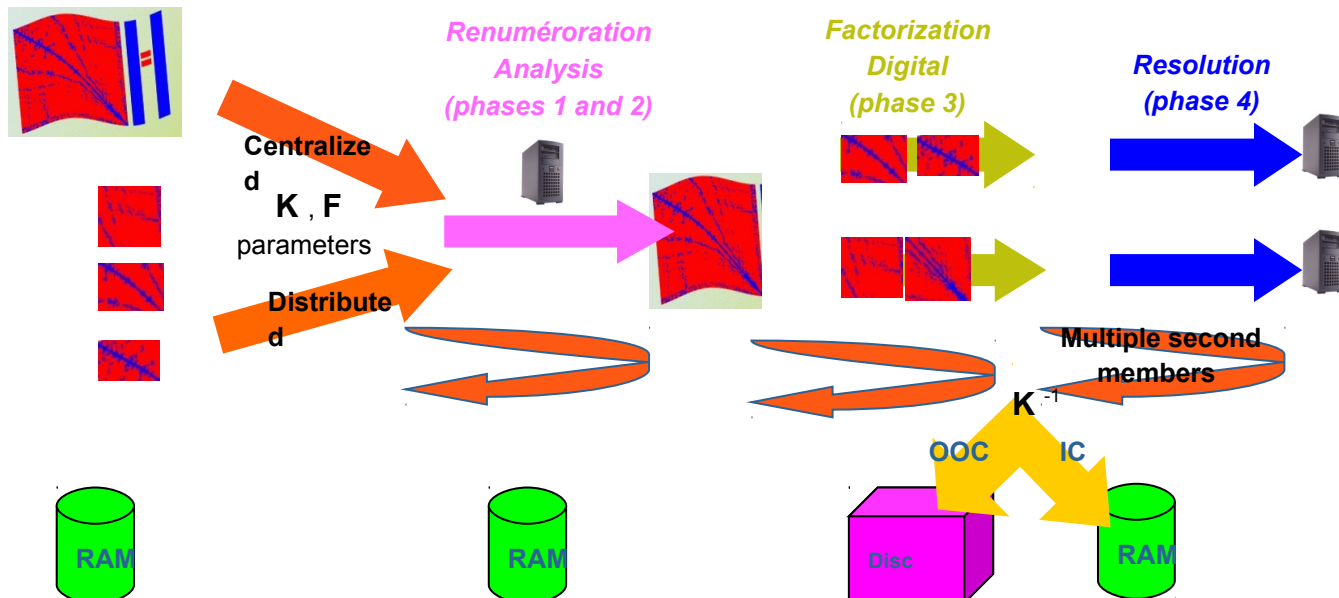 Renuméroration
Analysis
(phases 1 and 2)
Factorization
Digital
(phase 3)
Resolution
(phase 4)
Centralize
d
K , F
parameters
Distribute
d
Multiple second
members
K -1
OOC
IC
RAM
RAM
Disc
RAM